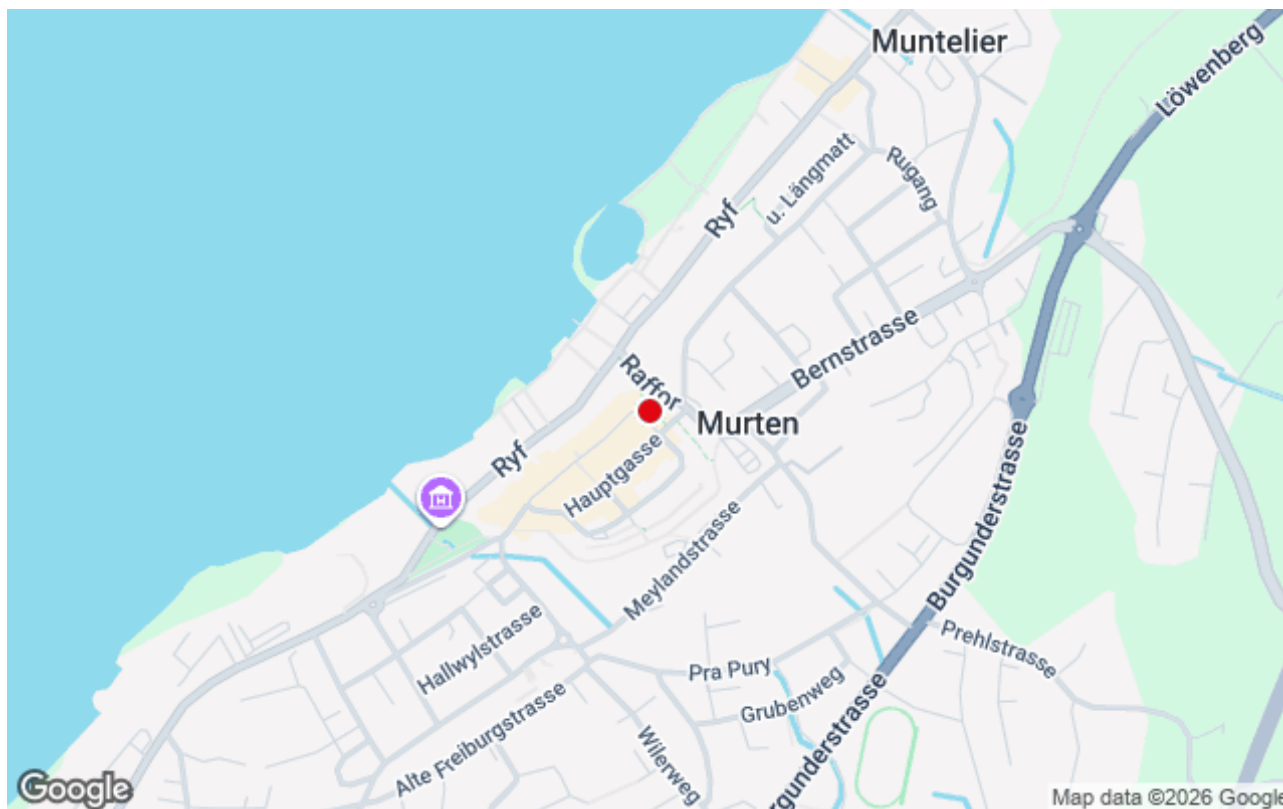 Muntelier
Löwenberg
Rugang
u. Längmatt
Ryf
Bernstrasse
Raffor
Murten
Ryf
Hauptgasse
Burgunderstrasse
Meylandstrasse
Prehlstrasse
Hallwylstrasse
Pra Pury
Grubenweg
Alte Freiburgstrasse
Wilerweg
urgunderstrasse
Google
Map data ©2026 Google